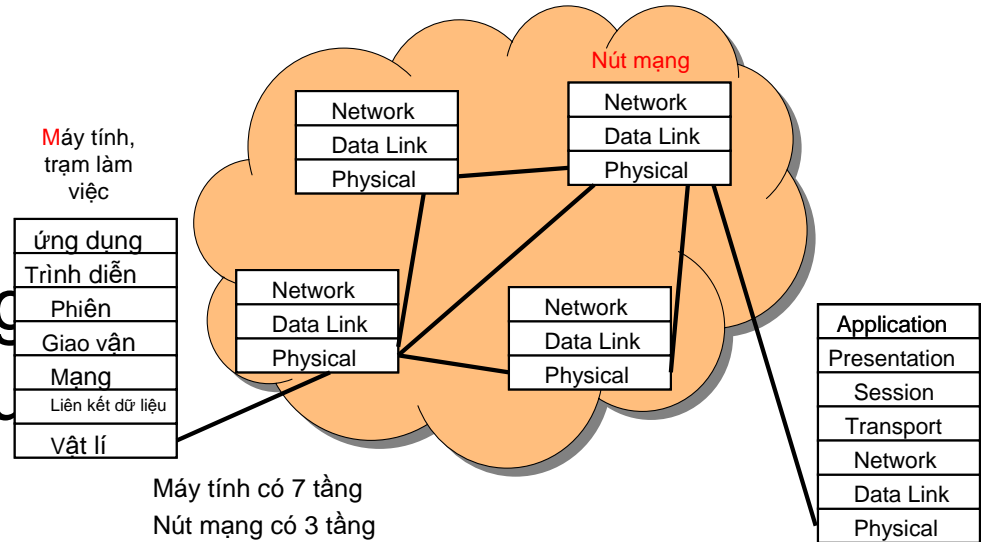 Nút mạng
Network
Data Link
Physical
Network
Data Link
Physical
Máy tính,
trạm làm
việc
ứng dụng
Trình diễn
Phiên
Giao vận
Mạng
Liên kết dữ liệu
Vật lí
Network
Data Link
Physical
Network
Data Link
Physical
Application
Presentation
Session
Transport
Network
Data Link
Physical
Máy tính có 7 tầng
Nút mạng có 3 tầng